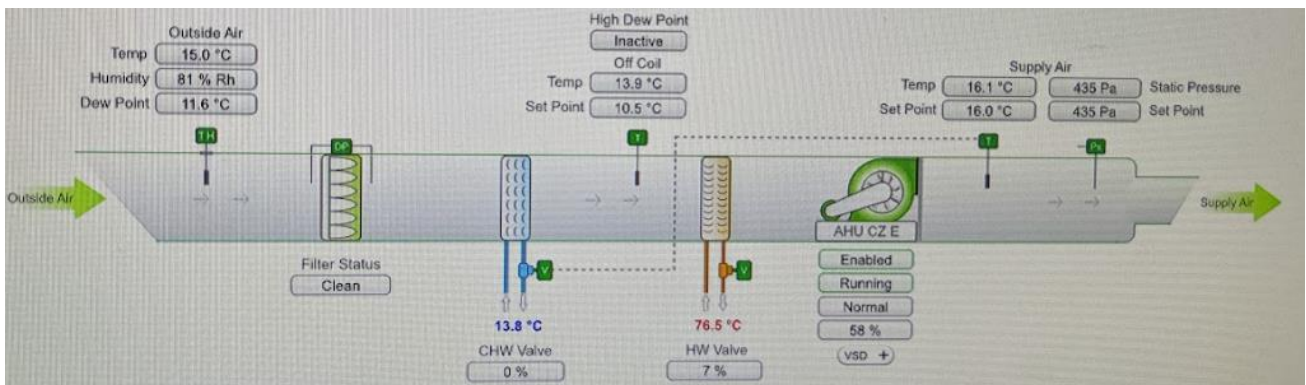 Outside Air
Temp 15.0 °C
Humidity 81 % Rh
Dew Point 11.6 °C
High Dew Point
Inactive
Off Coil
Temp 13.9 °C
Set Point 10.5 °C
Supply Air
Temp 16.1 °C 435 Pa Static Pressure
Set Point 16.0 °C 435 Pa Set Point
TH
DP
T
T
Ps
Outside Air
Supply Air
AHU CZ E
Enabled
Running
Normal
58 %
VSD +
Filter Status
Clean
V
V
13.8 °C
CHW Valve
0 %
76.5 °C
HW Valve
7 %